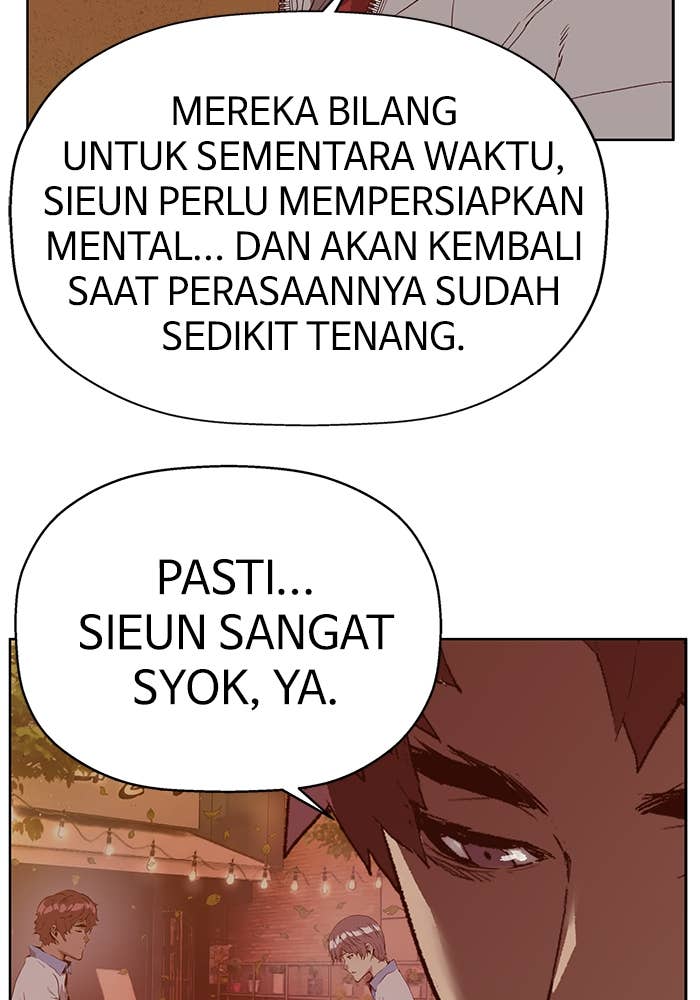 MEREKA BILANG
UNTUK SEMENTARA WAKTU,
SIEUN PERLU MEMPERSIAPKAN
MENTAL... DAN AKAN KEMBALI
SAAT PERASAANNYA SUDAH
SEDIKIT TENANG.
PASTI...
SIEUN SANGAT
SYOK, YA.